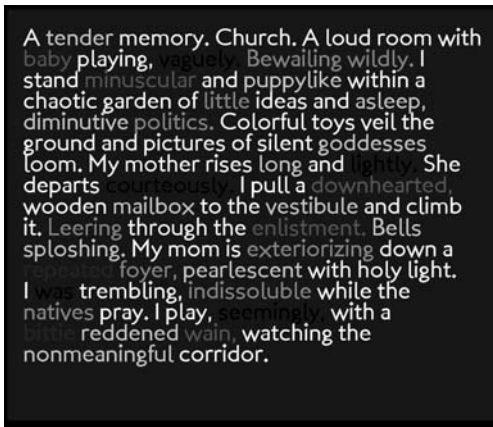 A tender memory. Church. A loud room with
baby playing, vaguely. Bewailing wildly. I
stand minuscular and puppylike within a
chaotic garden of little ideas and asleep,
diminutive politics. Colorful toys veil the
ground and pictures of silent goddesses
loom. My mother rises long and lightly. She
departs courteously. I pull a downhearted,
wooden mailbox to the vestibule and climb
it. Leering through the enlistment. Bells
sploshing. My mom is exteriorizing down a
repeated foyer, pearlescent with holy light.
I was trembling, indissoluble while the
natives pray. I play, seemingly, with a
bittie reddened wain, watching the
nonmeaningful corridor.